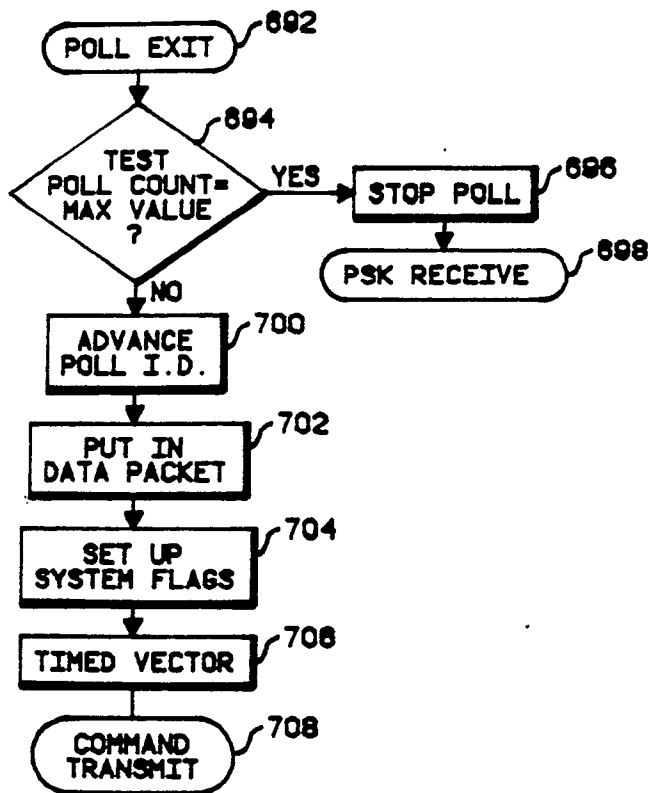 POLL EXIT
692
694
TEST
POLL COUNT=
MAX VALUE
?
YES
STOP POLL
696
PSK RECEIVE
698
NO
ADVANCE
POLL I.D.
700
PUT IN
DATA PACKET
702
SET UP
SYSTEM FLAGS
704
TIMED VECTOR
706
COMMAND
TRANSMIT
708